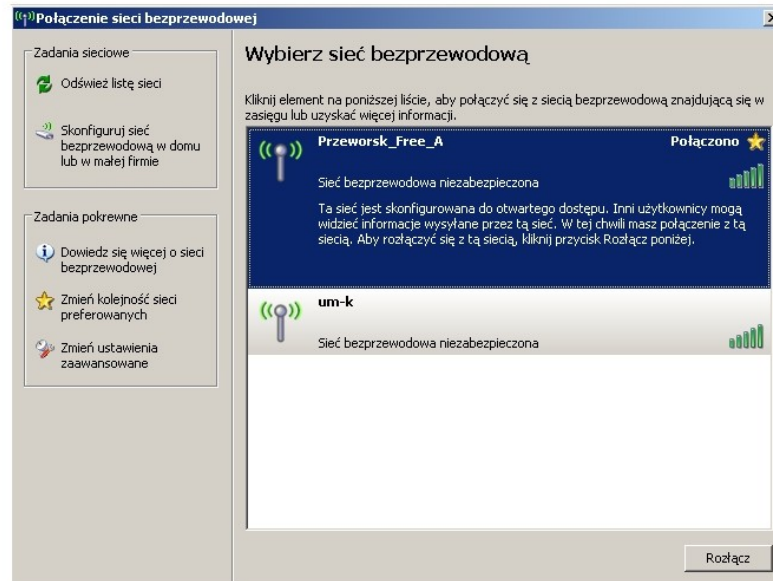 Połączenie sieci bezprzewodowej
Zadania sieciowe
Odśwież listę sieci
Skonfiguruj sieć
bezprzewodową w domu
lub w małej firmie
Zadania pokrewne
Dowiedz się więcej o sieci
bezprzewodowej
Zmień kolejność sieci
preferowanych
Zmień ustawienia
zaawansowane
Wybierz sieć bezprzewodową
Kliknij element na poniższej liście, aby połączyć się z siecią bezprzewodową znajdującą się w
zasięgu lub uzyskać więcej informacji.
Przeworsk_Free_A Połączono
Sieć bezprzewodowa niezabezpieczona
Ta sieć jest skonfigurowana do otwartego dostępu. Inni użytkownicy mogą
widzieć informacje wysyłane przez tą sieć. W tej chwili masz połączenie z tą
siecią. Aby rozłączyć się z tą siecią, kliknij przycisk Rozłącz poniżej.
um-k
Sieć bezprzewodowa niezabezpieczona
Rozłącz